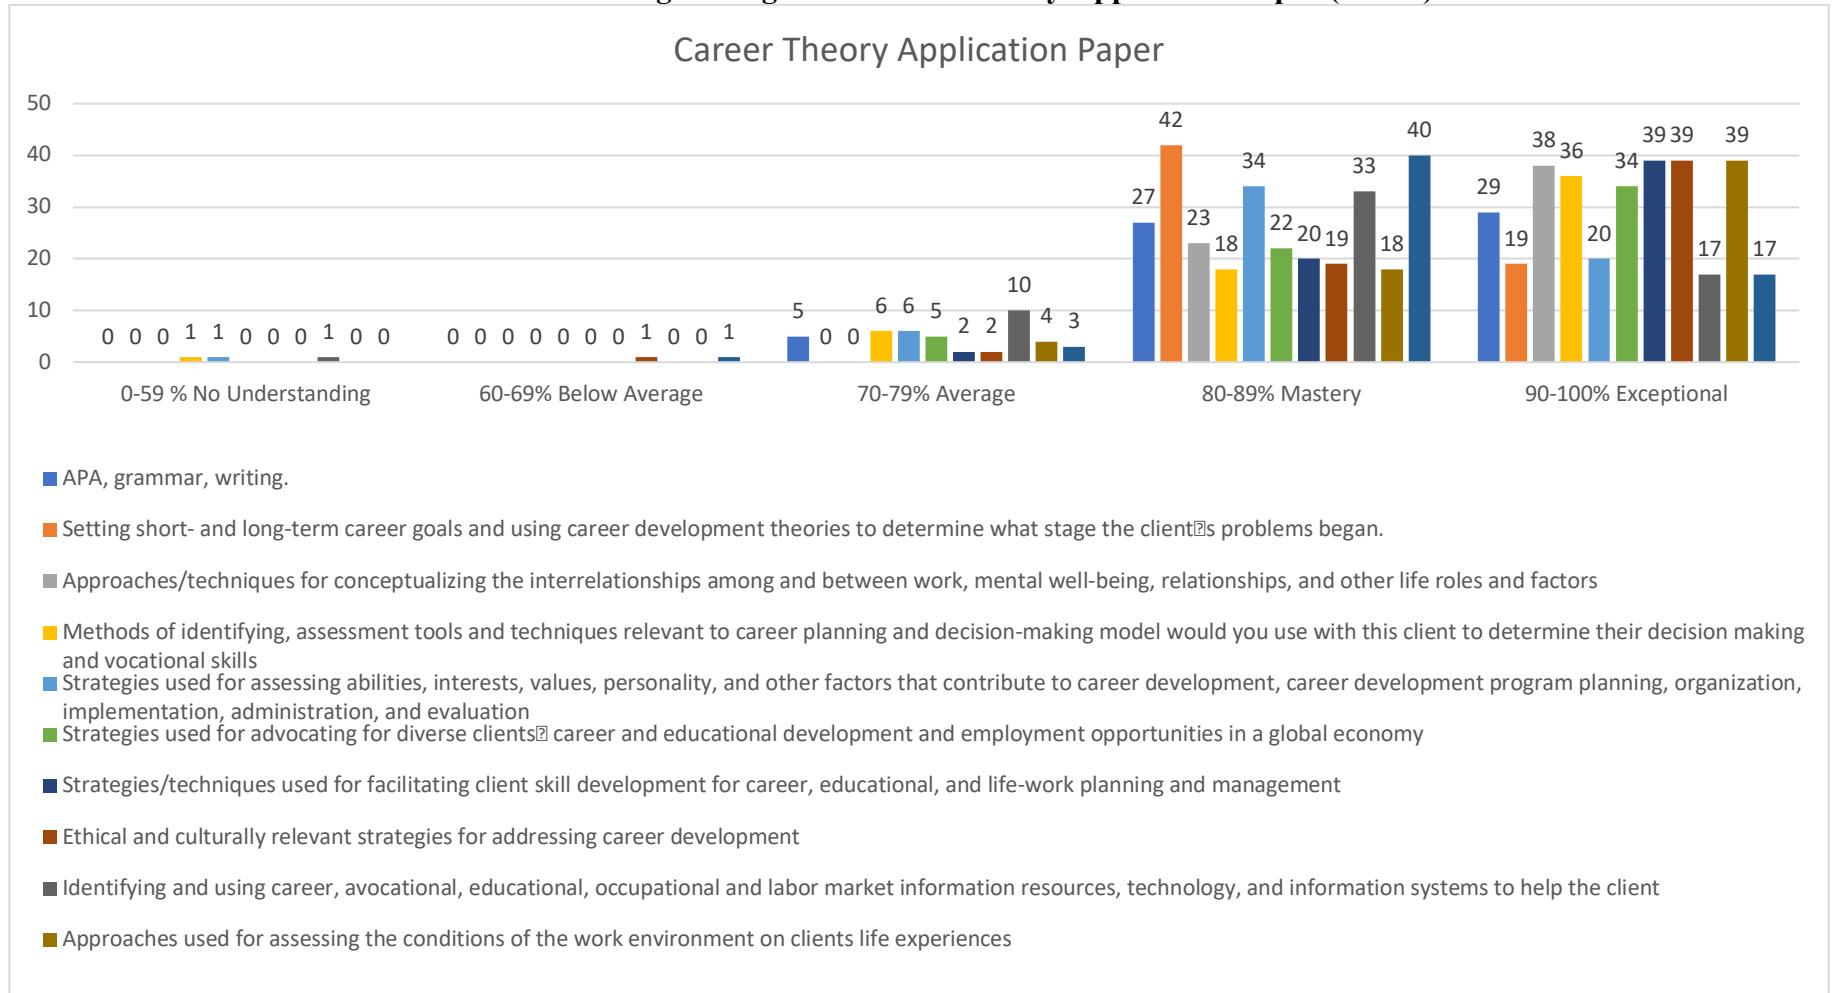 Career Theory Application Paper
50
40
30
20
10
0
0 0 0 1 1 0 0 0 1 0 0
0 0 0 0 0 0 0 1 0 0 1
5 0 0 6 6 5 2 2 10 4 3
27 42 23 18 34 22 20 19 33 18 40
29 19 38 36 20 34 39 39 17 39 17
0-59 % No Understanding 60-69% Below Average 70-79% Average 80-89% Mastery 90-100% Exceptional
APA, grammar, writing.
Setting short- and long-term career goals and using career development theories to determine what stage the client�s problems began.
Approaches/techniques for conceptualizing the interrelationships among and between work, mental well-being, relationships, and other life roles and factors
Methods of identifying, assessment tools and techniques relevant to career planning and decision-making model would you use with this client to determine their decision making
and vocational skills
Strategies used for assessing abilities, interests, values, personality, and other factors that contribute to career development, career development program planning, organization,
implementation, administration, and evaluation
Strategies used for advocating for diverse clients� career and educational development and employment opportunities in a global economy
Strategies/techniques used for facilitating client skill development for career, educational, and life-work planning and management
Ethical and culturally relevant strategies for addressing career development
Identifying and using career, avocational, educational, occupational and labor market information resources, technology, and information systems to help the client
Approaches used for assessing the conditions of the work environment on clients life experiences